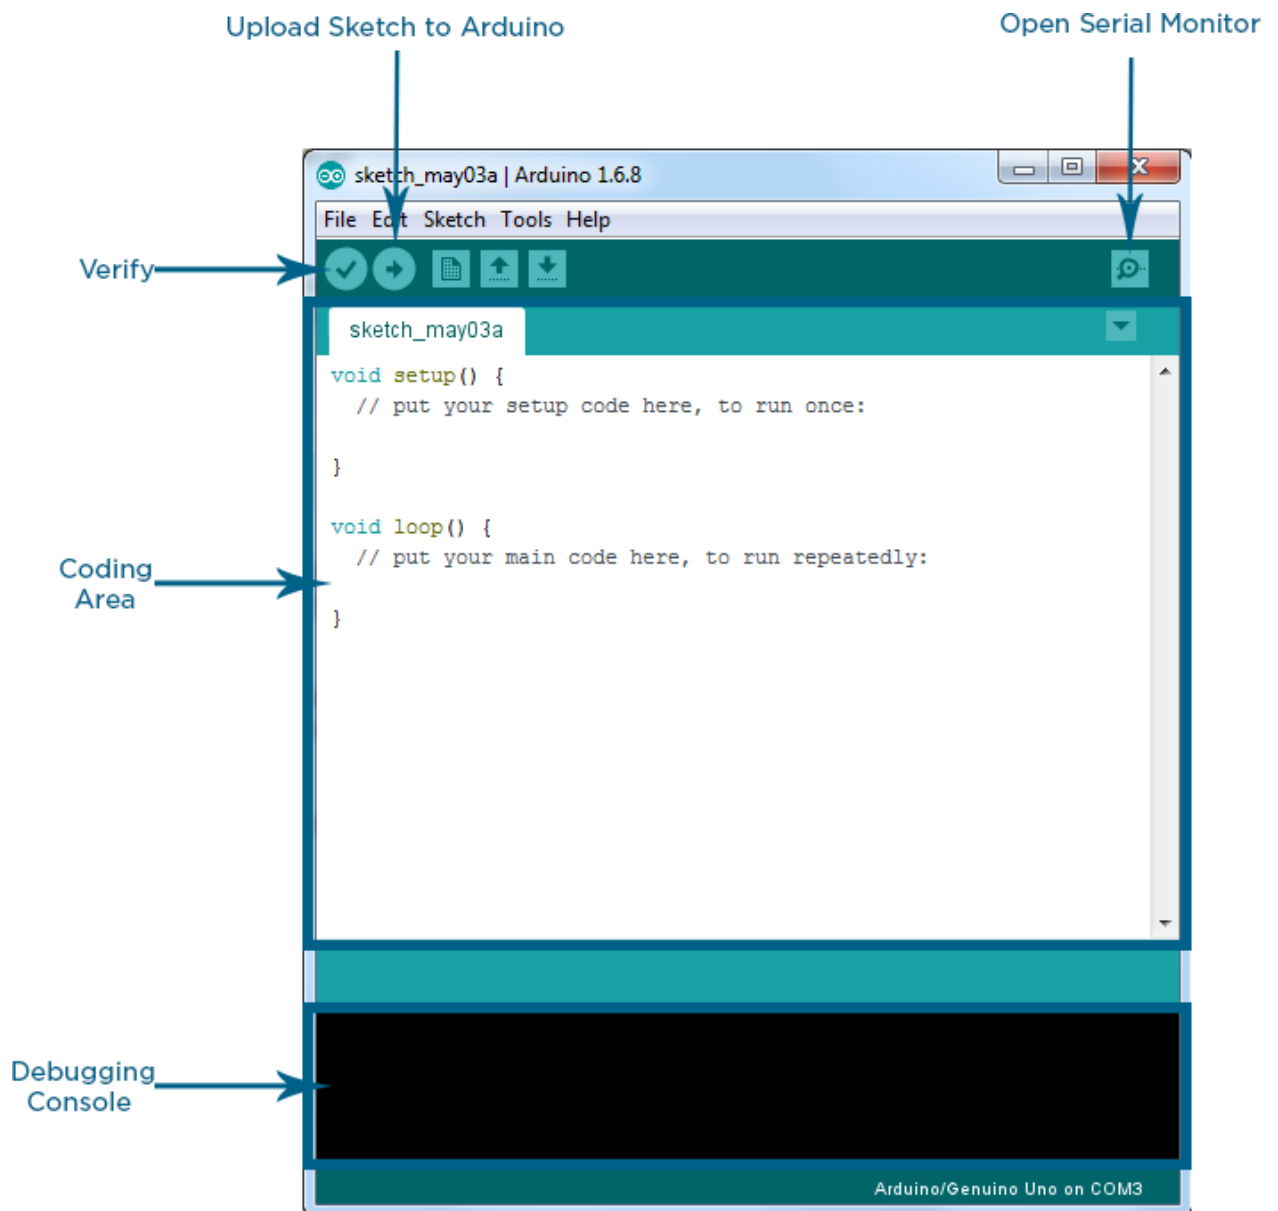 Upload Sketch to Arduino
Open Serial Monitor
sketch_may03a | Arduino 1.6.8
File Edit Sketch Tools Help
Verify
sketch_may03a
void setup() {
// put your setup code here, to run once:
}
void loop() {
// put your main code here, to run repeatedly:
}
Coding
Area
Debugging
Console
Arduino/Genuino Uno on COM3